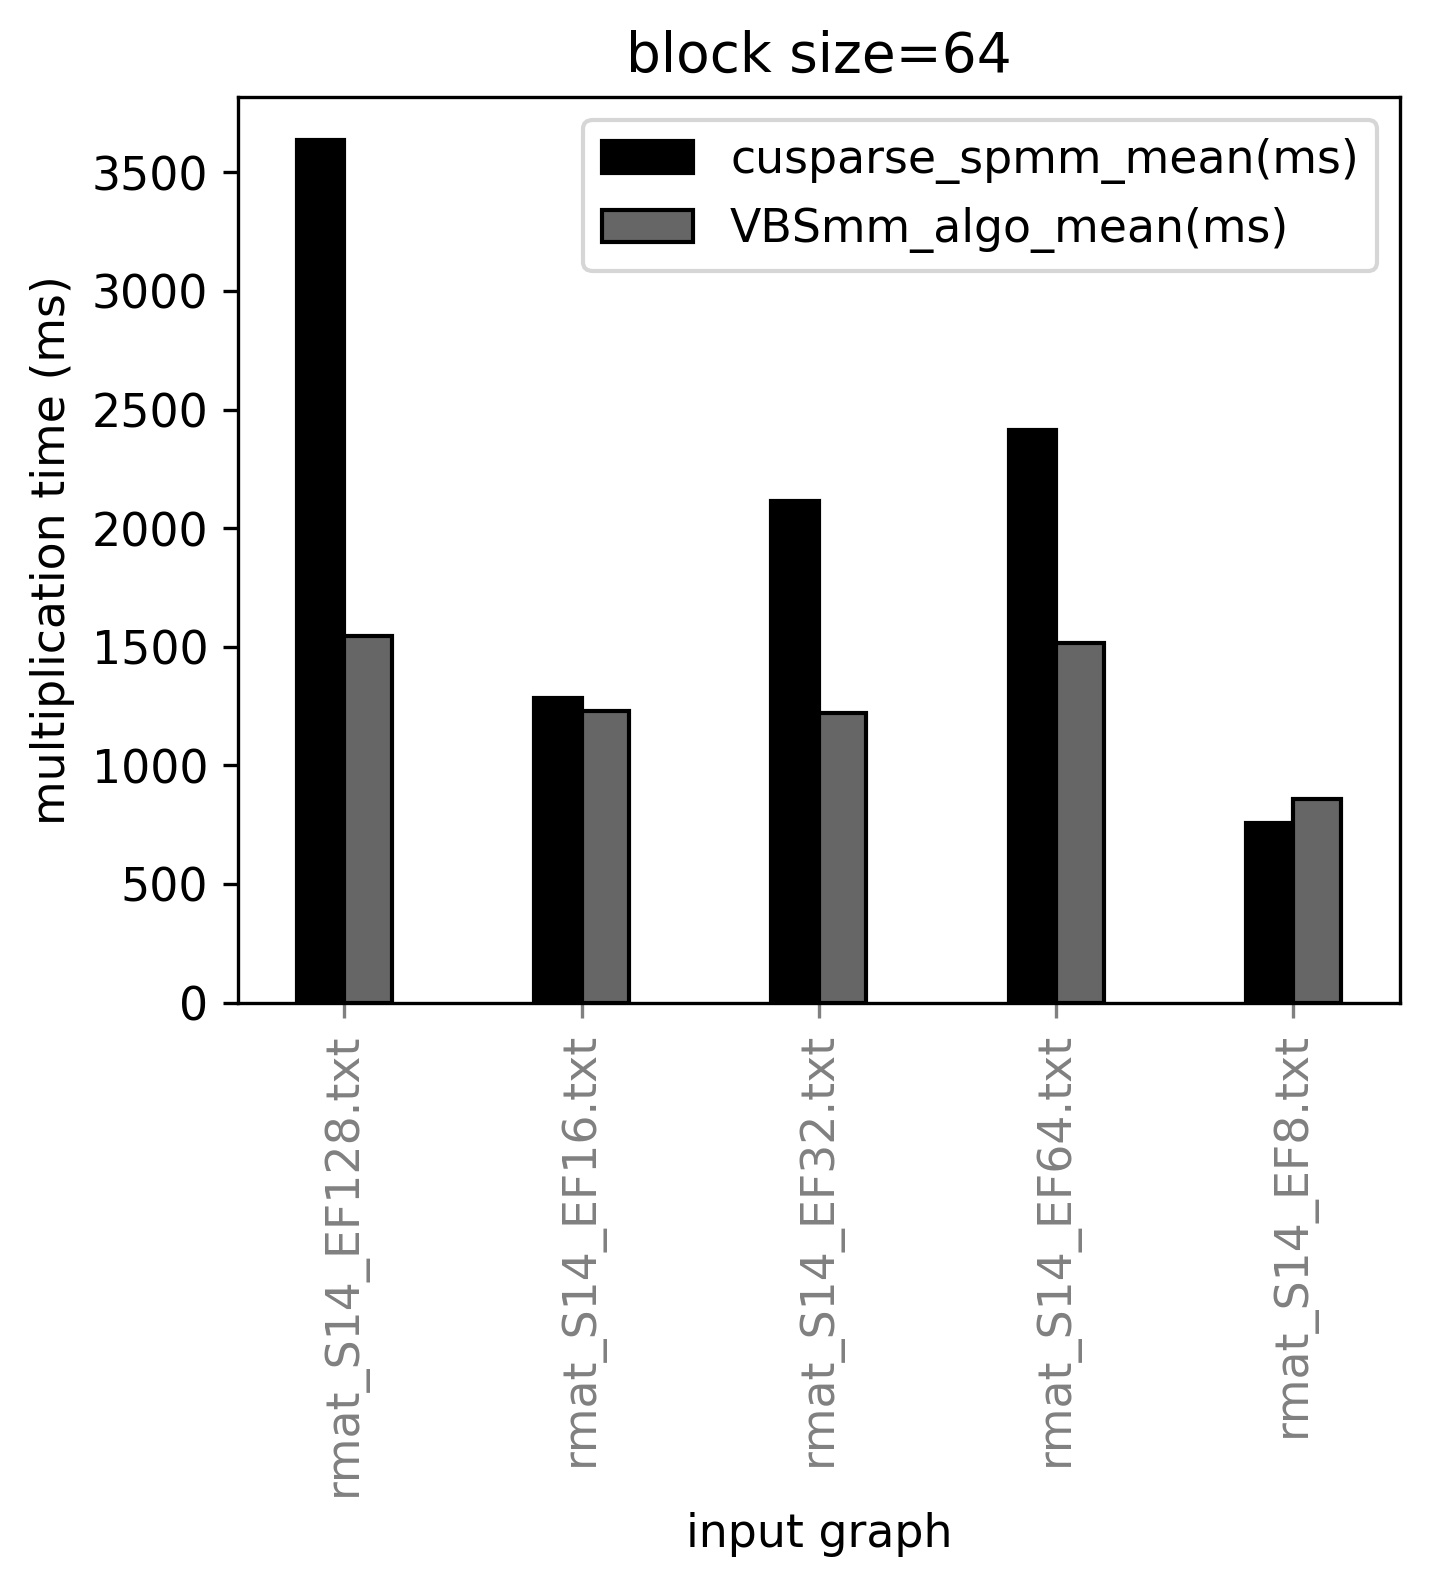 block size=64
cusparse_spmm_mean(ms)
VBSmm_algo_mean(ms)
multiplication time (ms)
3500
3000
2500
2000
1500
1000
500
0
rmat_S14_EF128.txt
rmat_S14_EF16.txt
rmat_S14_EF32.txt
rmat_S14_EF64.txt
rmat_S14_EF8.txt
input graph